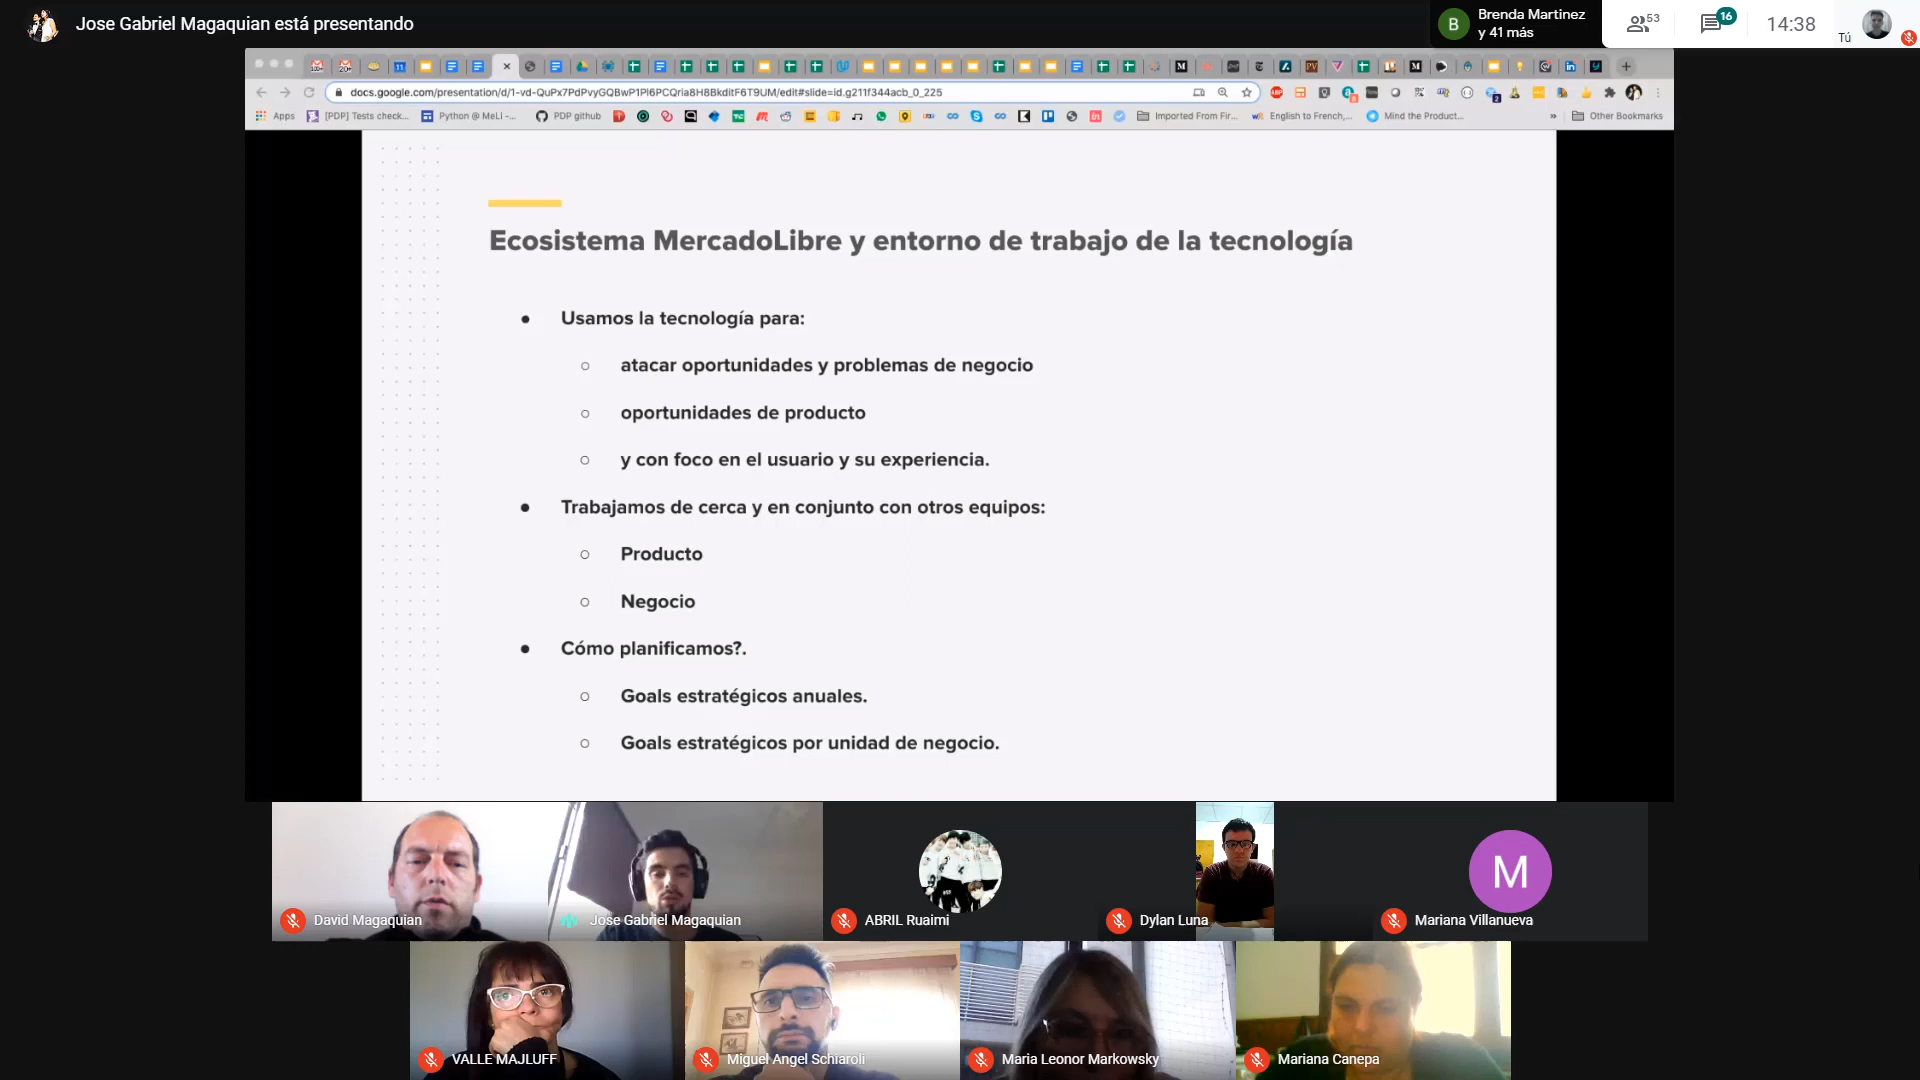 Jose Gabriel Magaquian está presentando
B
Brenda Martinez
y 41 más
53
16
14:38
Tú
docs.google.com/presentation/d/1-vd-QuPx7PdPvyGQBwP1Pl6PCQria8H8BkditF6T9UM/edit#slide=id.g211f344acb_0_225
Apps
[PDP] Tests check...
Python @ MeLi -...
PDP github
Imported From Fir...
English to French,...
Mind the Product...
Other Bookmarks
Ecosistema MercadoLibre y entorno de trabajo de la tecnología
Usamos la tecnología para:
atacar oportunidades y problemas de negocio
oportunidades de producto
y con foco en el usuario y su experiencia.
Trabajamos de cerca y en conjunto con otros equipos:
Producto
Negocio
Cómo planificamos?.
Goals estratégicos anuales.
Goals estratégicos por unidad de negocio.
David Magaquian
Jose Gabriel Magaquian
ABRIL Ruaimi
Dylan Luna
M
Mariana Villanueva
VALLE MAJLUFF
Miguel Angel Schiaroli
Maria Leonor Markowsky
Mariana Canepa